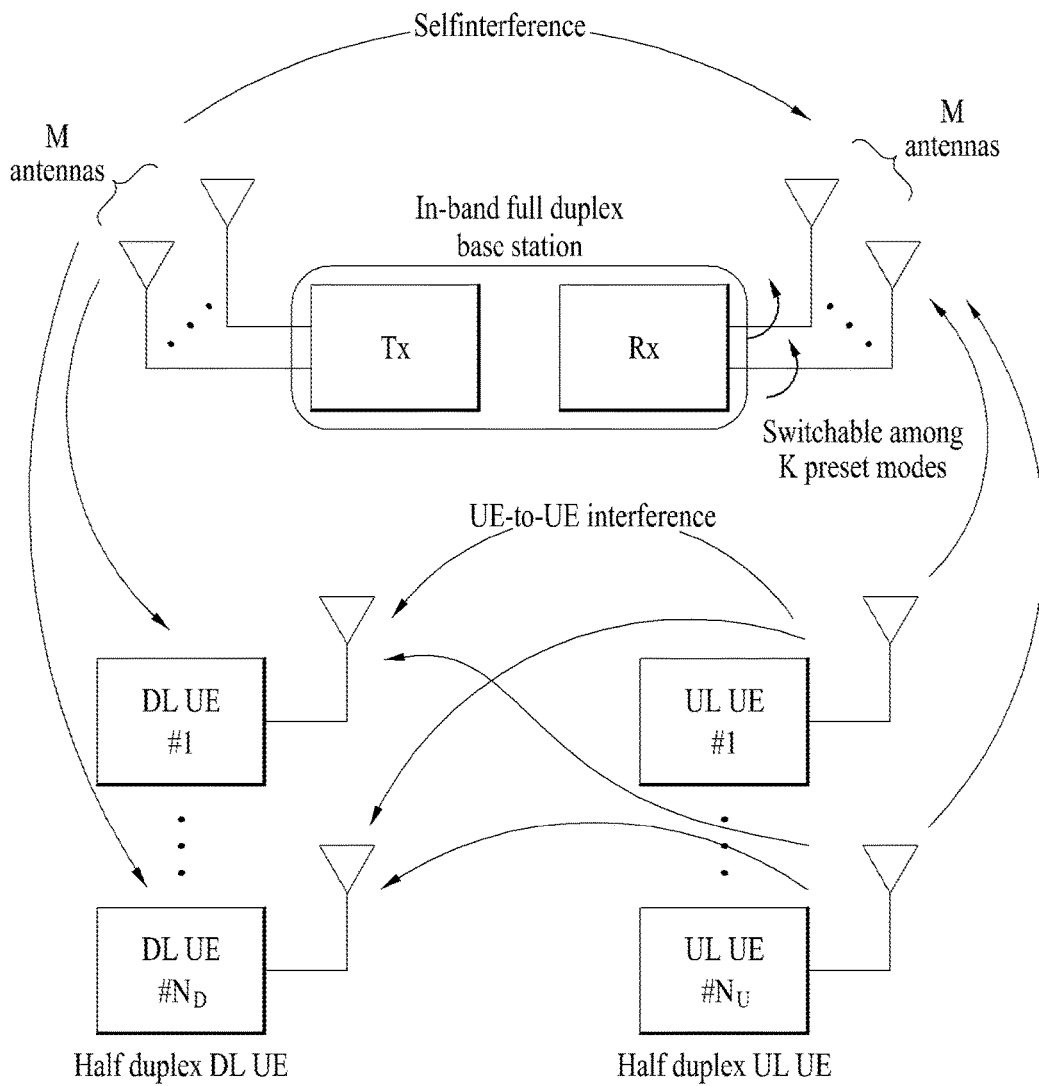 Selfinterference
M
antennas
M
antennas
In-band full duplex
base station
Tx
Rx
Switchable among
K preset modes
UE-to-UE interference
DL UE
#1
UL UE
#1
DL UE
#N_D
UL UE
#N_U
Half duplex DL UE
Half duplex UL UE